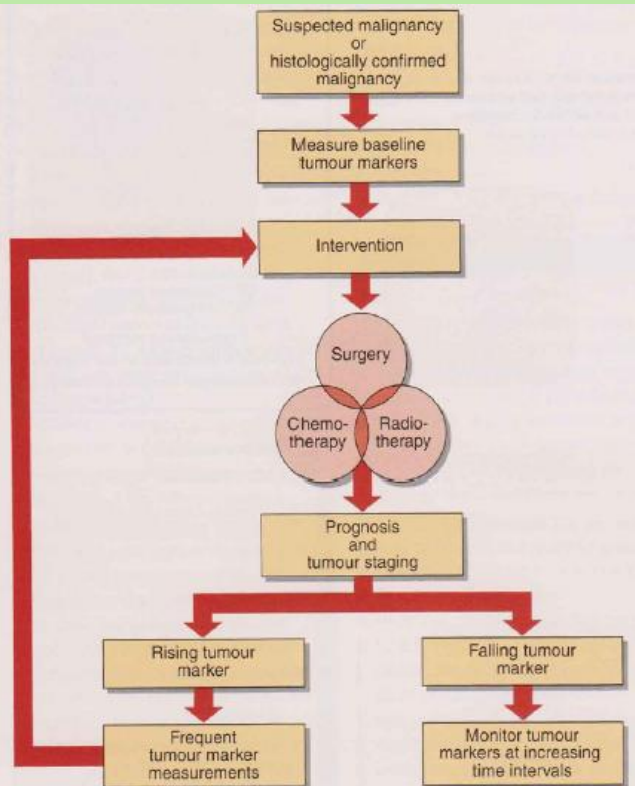 Suspected malignancy
or
histologically confirmed
malignancy
Measure baseline
tumour markers
Intervention
Surgery
Chemo-
therapy
Radio-
therapy
Prognosis
and
tumour staging
Rising tumour
marker
Falling tumour
marker
Frequent
tumour marker
measurements
Monitor tumour
markers at increasing
time intervals